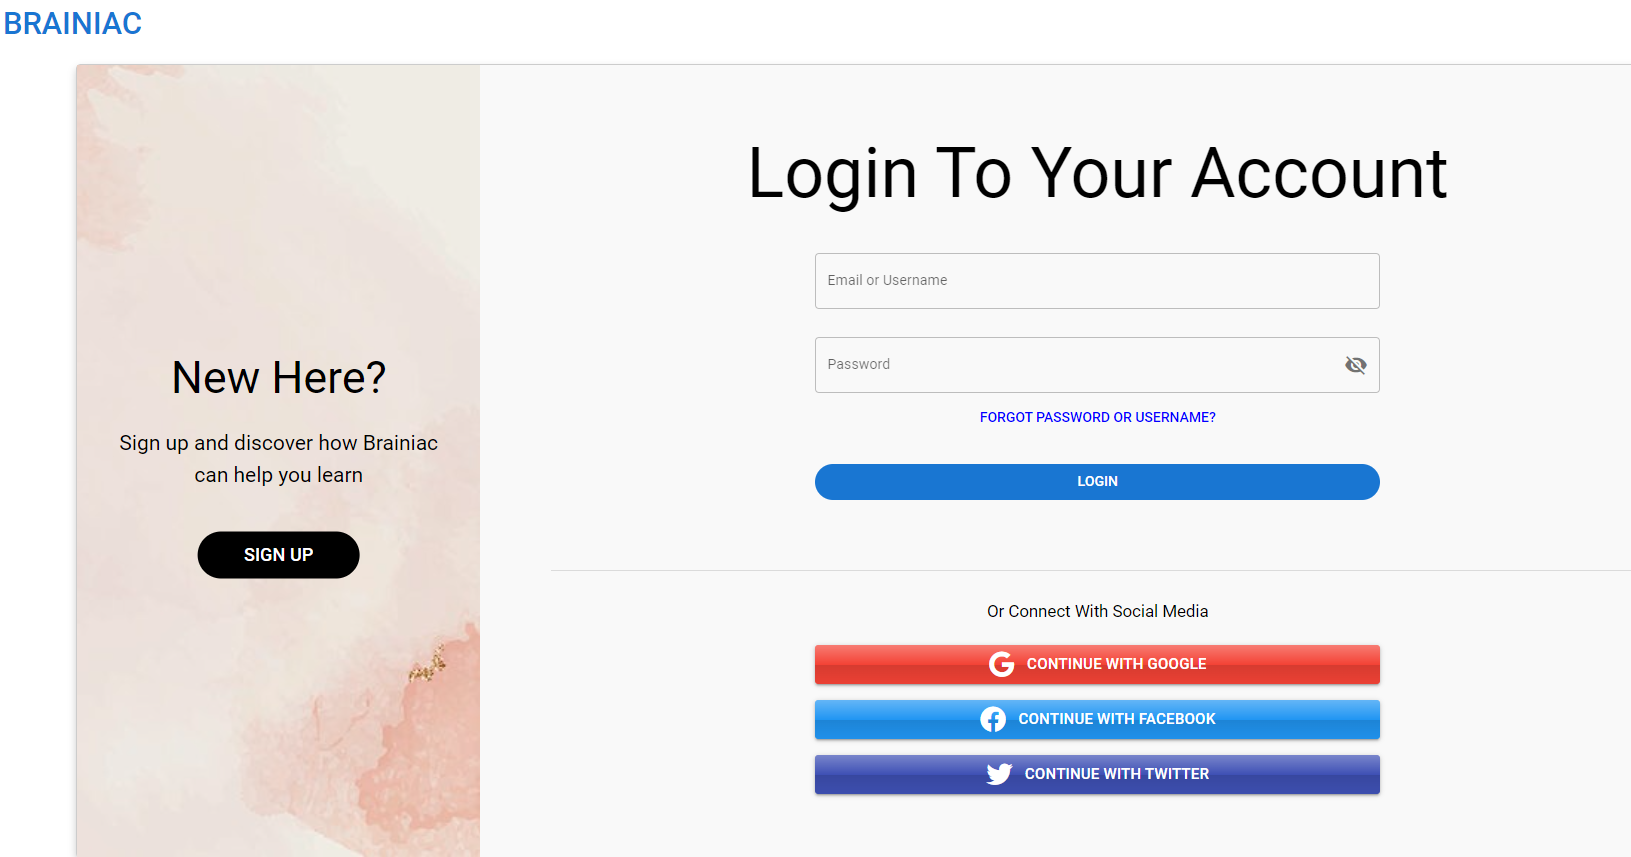 BRAINIAC
New Here?
Sign up and discover how Brainiac
can help you learn
SIGN UP
Login To Your Account
Email or Username
Password
FORGOT PASSWORD OR USERNAME?
LOGIN
Or Connect With Social Media
CONTINUE WITH GOOGLE
CONTINUE WITH FACEBOOK
CONTINUE WITH TWITTER